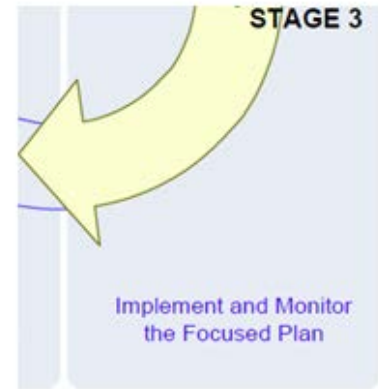 STAGE 3
Implement and Monitor
the Focused Plan